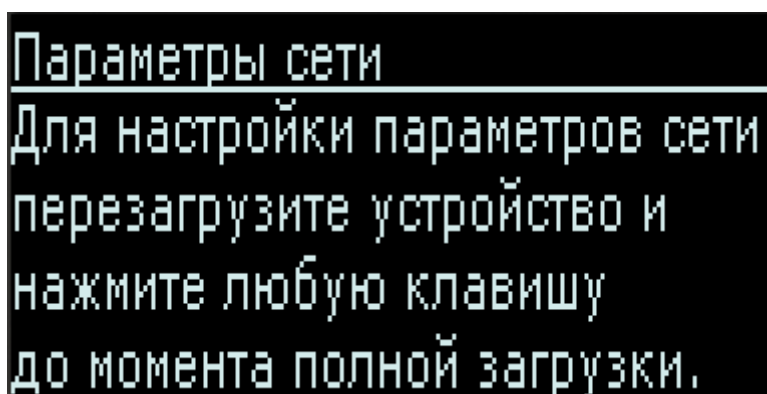 Параметры сети
Для настройки параметров сети
перезагрузите устройство и
нажмите любую клавишу
до момента полной загрузки.